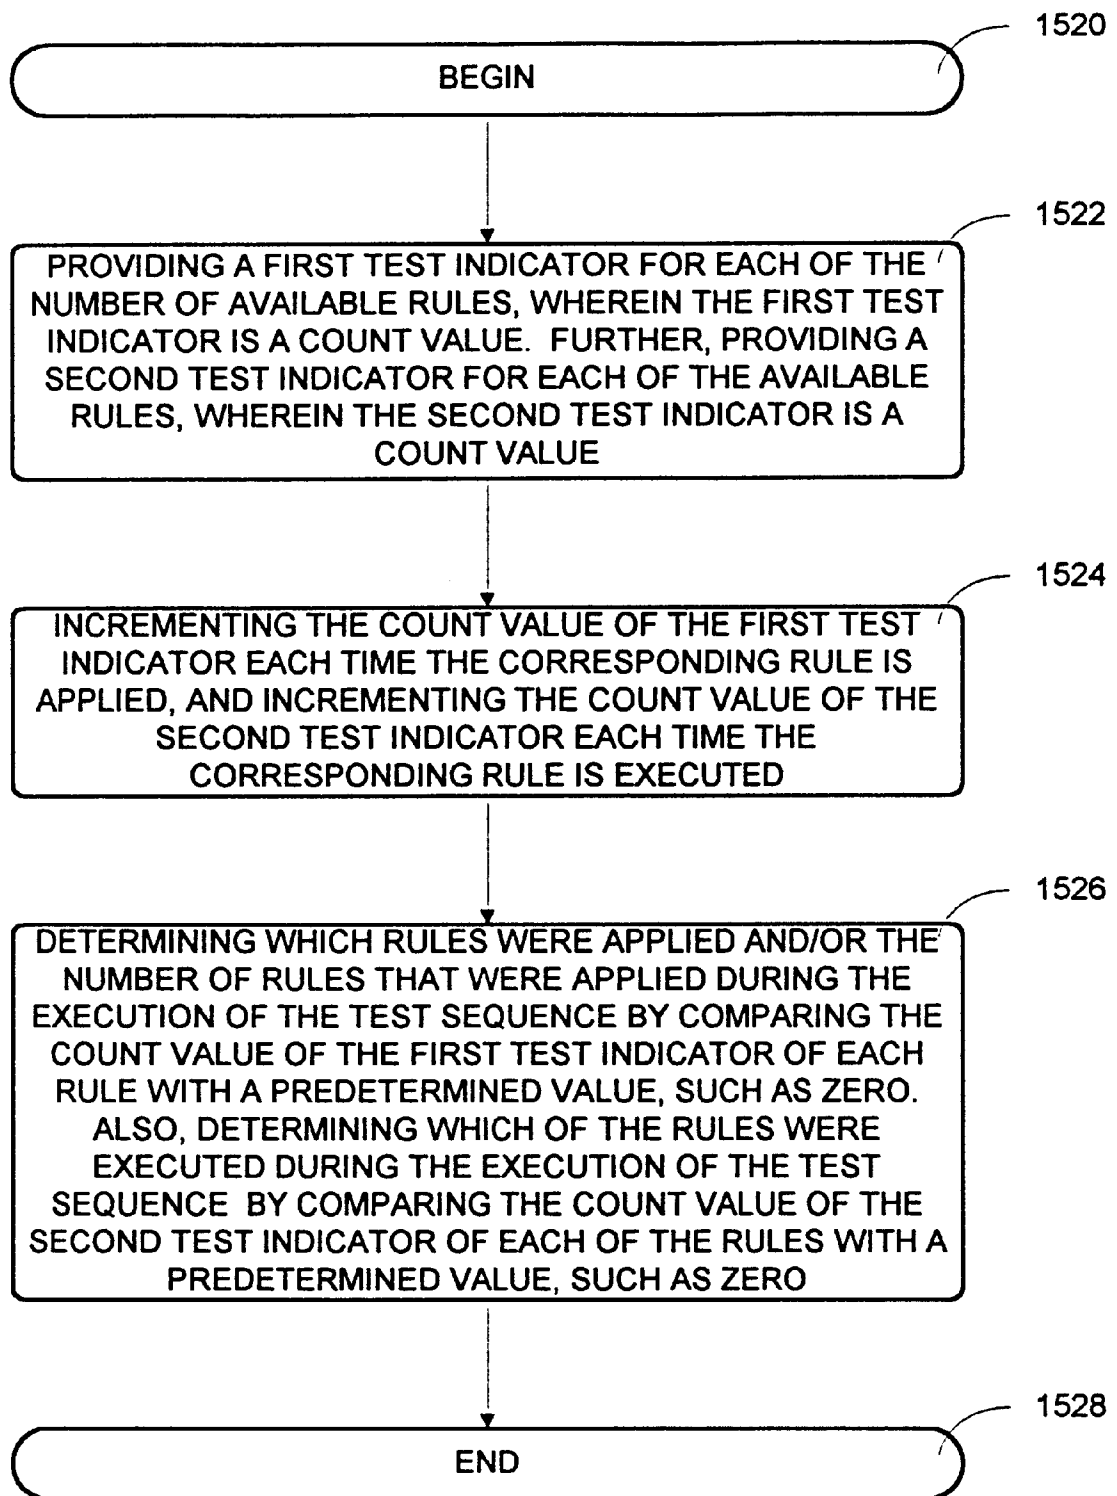 1520
BEGIN
1522
PROVIDING A FIRST TEST INDICATOR FOR EACH OF THE
NUMBER OF AVAILABLE RULES, WHEREIN THE FIRST TEST
INDICATOR IS A COUNT VALUE. FURTHER, PROVIDING A
SECOND TEST INDICATOR FOR EACH OF THE AVAILABLE
RULES, WHEREIN THE SECOND TEST INDICATOR IS A
COUNT VALUE
1524
INCREMENTING THE COUNT VALUE OF THE FIRST TEST
INDICATOR EACH TIME THE CORRESPONDING RULE IS
APPLIED, AND INCREMENTING THE COUNT VALUE OF THE
SECOND TEST INDICATOR EACH TIME THE
CORRESPONDING RULE IS EXECUTED
1526
DETERMINING WHICH RULES WERE APPLIED AND/OR THE
NUMBER OF RULES THAT WERE APPLIED DURING THE
EXECUTION OF THE TEST SEQUENCE BY COMPARING THE
COUNT VALUE OF THE FIRST TEST INDICATOR OF EACH
RULE WITH A PREDETERMINED VALUE, SUCH AS ZERO.
ALSO, DETERMINING WHICH OF THE RULES WERE
EXECUTED DURING THE EXECUTION OF THE TEST
SEQUENCE BY COMPARING THE COUNT VALUE OF THE
SECOND TEST INDICATOR OF EACH OF THE RULES WITH A
PREDETERMINED VALUE, SUCH AS ZERO
1528
END